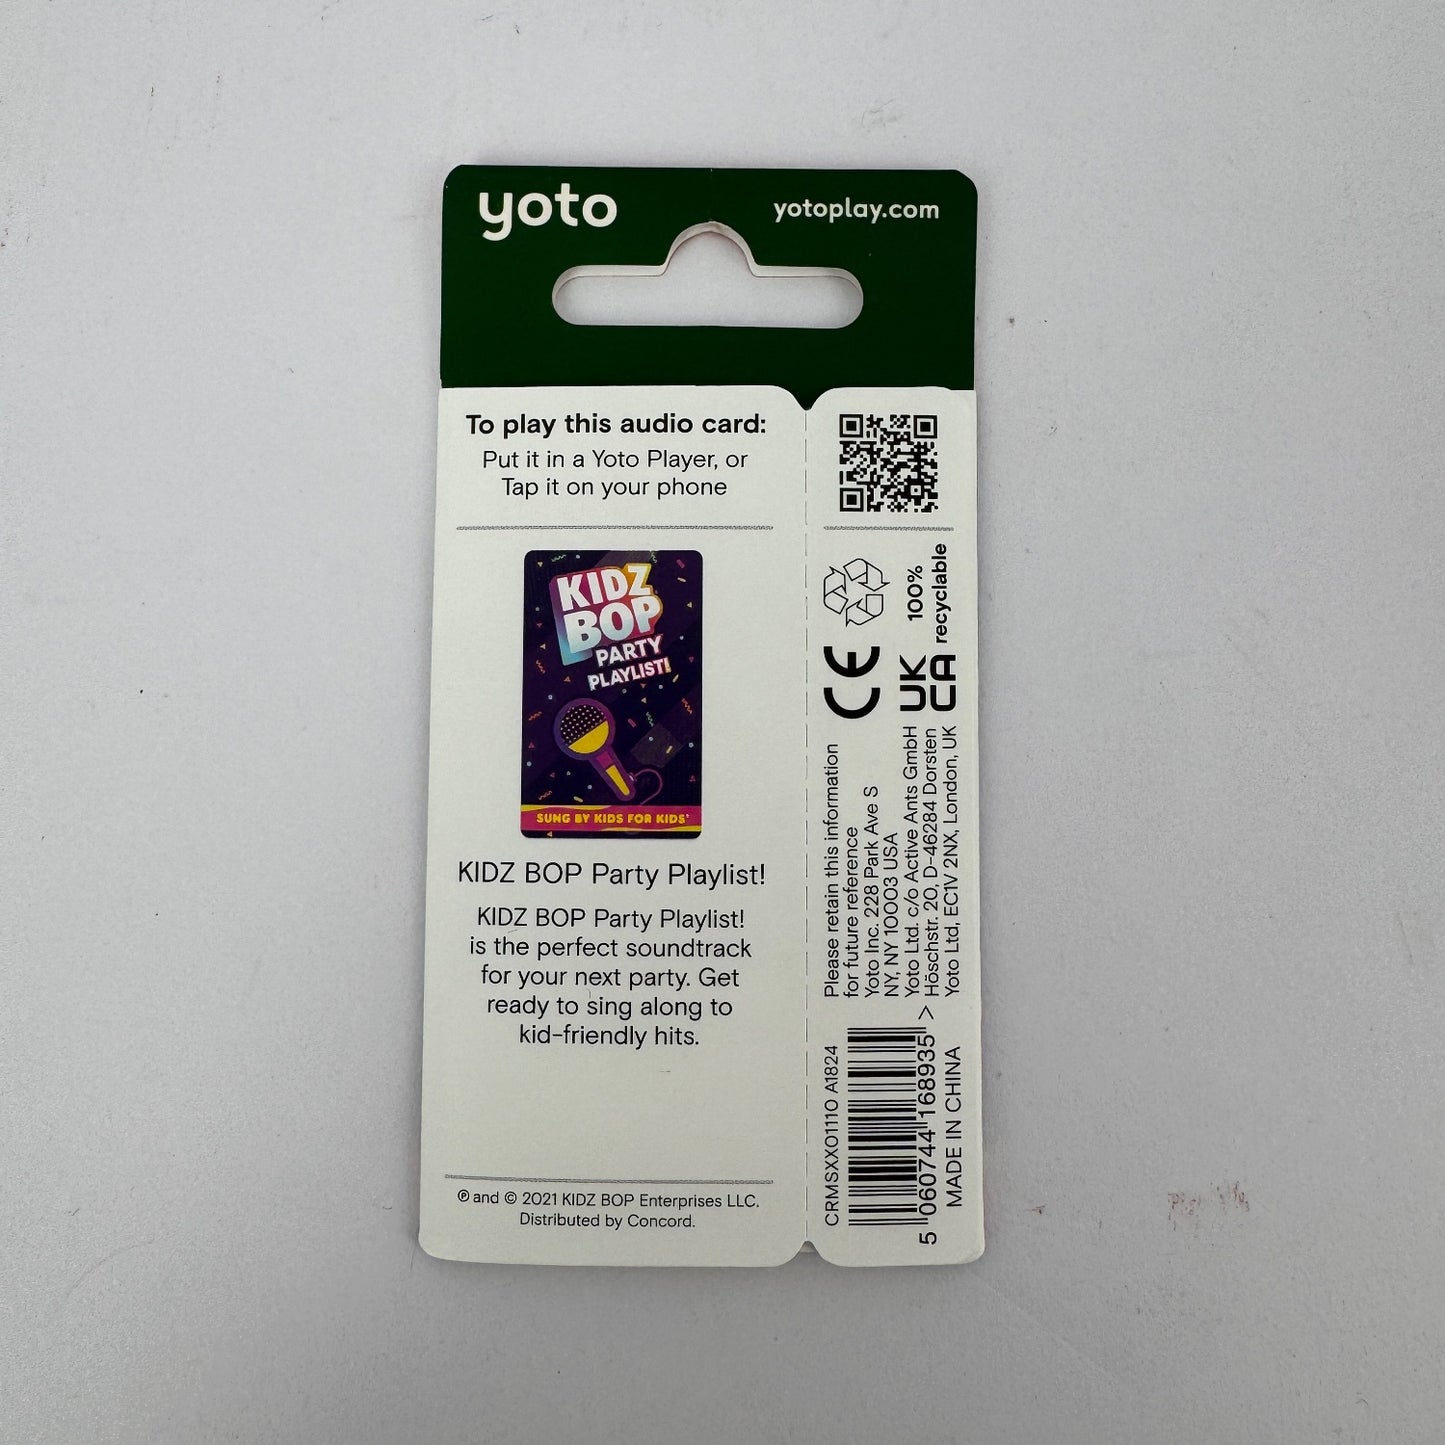 yoto
yotoplay.com
To play this audio card:
Put it in a Yoto Player, or
Tap it on your phone
KIDZ
BOP
PARTY
PLAYLIST!
SUNG BY KIDS FOR KIDS'
KIDZ BOP Party Playlist!
KIDZ BOP Party Playlist!
is the perfect soundtrack
for your next party. Get
ready to sing along to
kid-friendly hits.
℗ and © 2021 KIDZ BOP Enterprises LLC.
Distributed by Concord.
100%
recyclable
CE
UK
CA
Please retain this information
for future reference
Yoto Inc. 228 Park Ave S
NY, NY 10003 USA
Yoto Ltd. c/o Active Ants GmbH
Höschstr. 20, D-46284 Dorsten
Yoto Ltd, EC1V 2NX, London, UK
CRMSXX01110 A1824
5 060744 168935 >
MADE IN CHINA